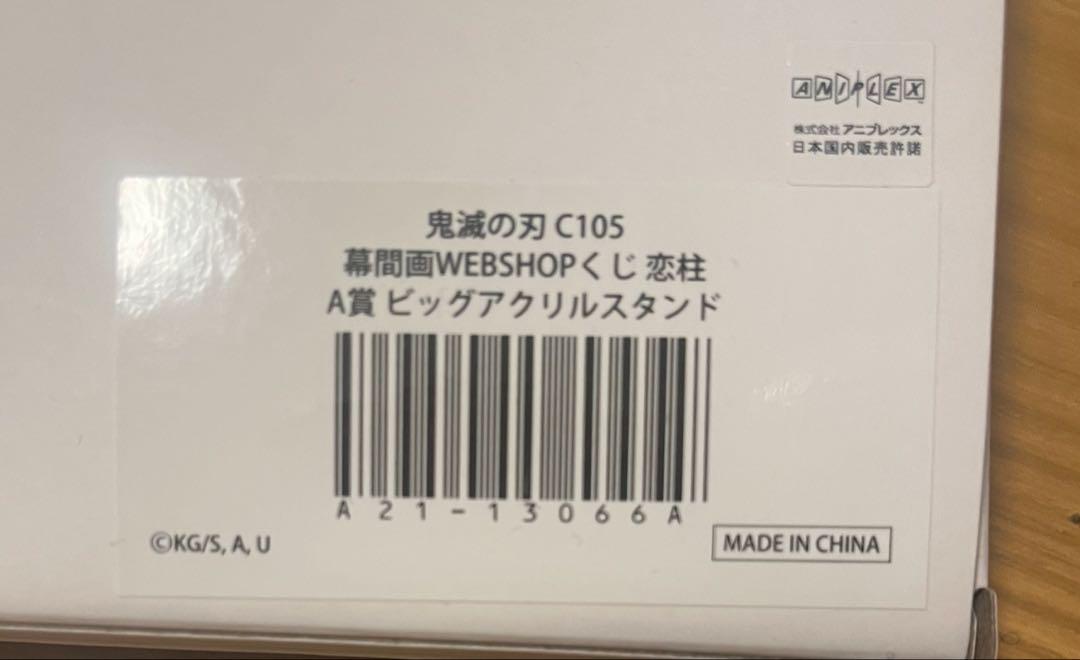 ANIPLEX
株式会社 アニプレックス
日本国内販売許諾
鬼滅の刃 C105
幕間画WEBSHOPくじ 恋柱
A賞 ビッグアクリルスタンド
A21-13066A
©KG/S, A, U
MADE IN CHINA